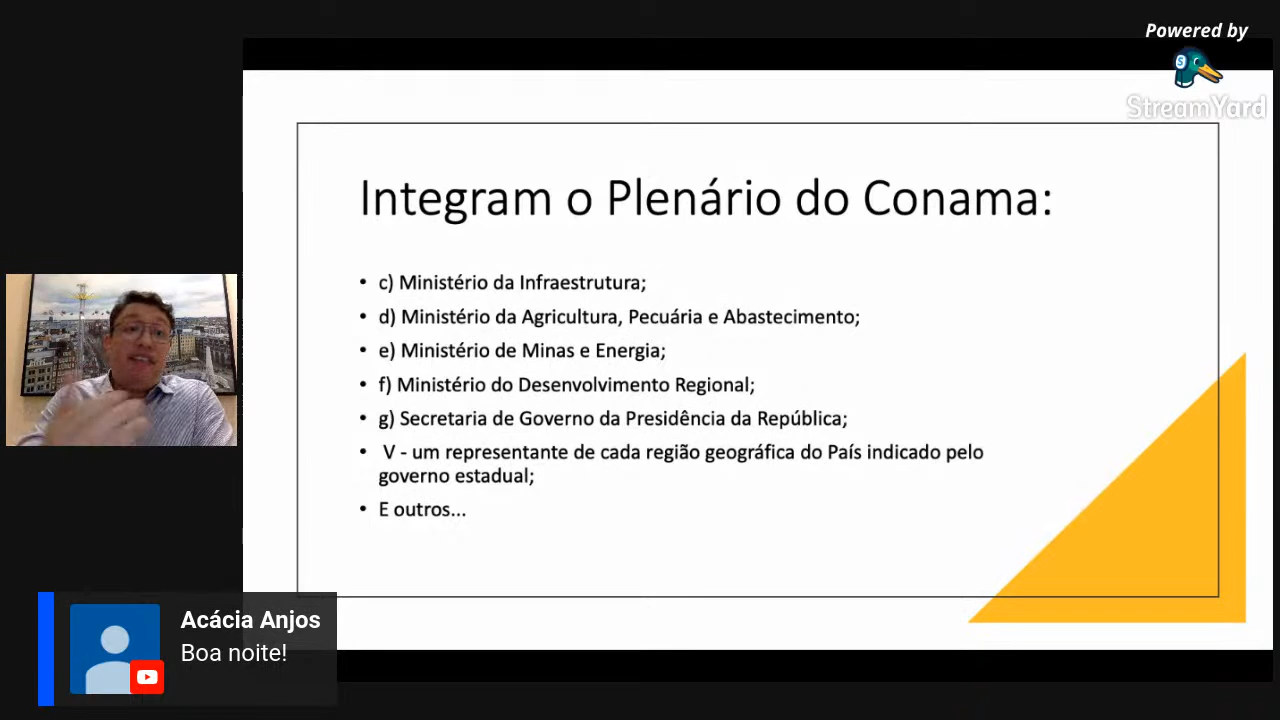 Powered by
StreamYard
Integram o Plenário do Conama:
• c) Ministério da Infraestrutura;
• d) Ministério da Agricultura, Pecuária e Abastecimento;
• e) Ministério de Minas e Energia;
• f) Ministério do Desenvolvimento Regional;
• g) Secretaria de Governo da Presidência da República;
• V - um representante de cada região geográfica do País indicado pelo
governo estadual;
• E outros...
Acácia Anjos
Boa noite!